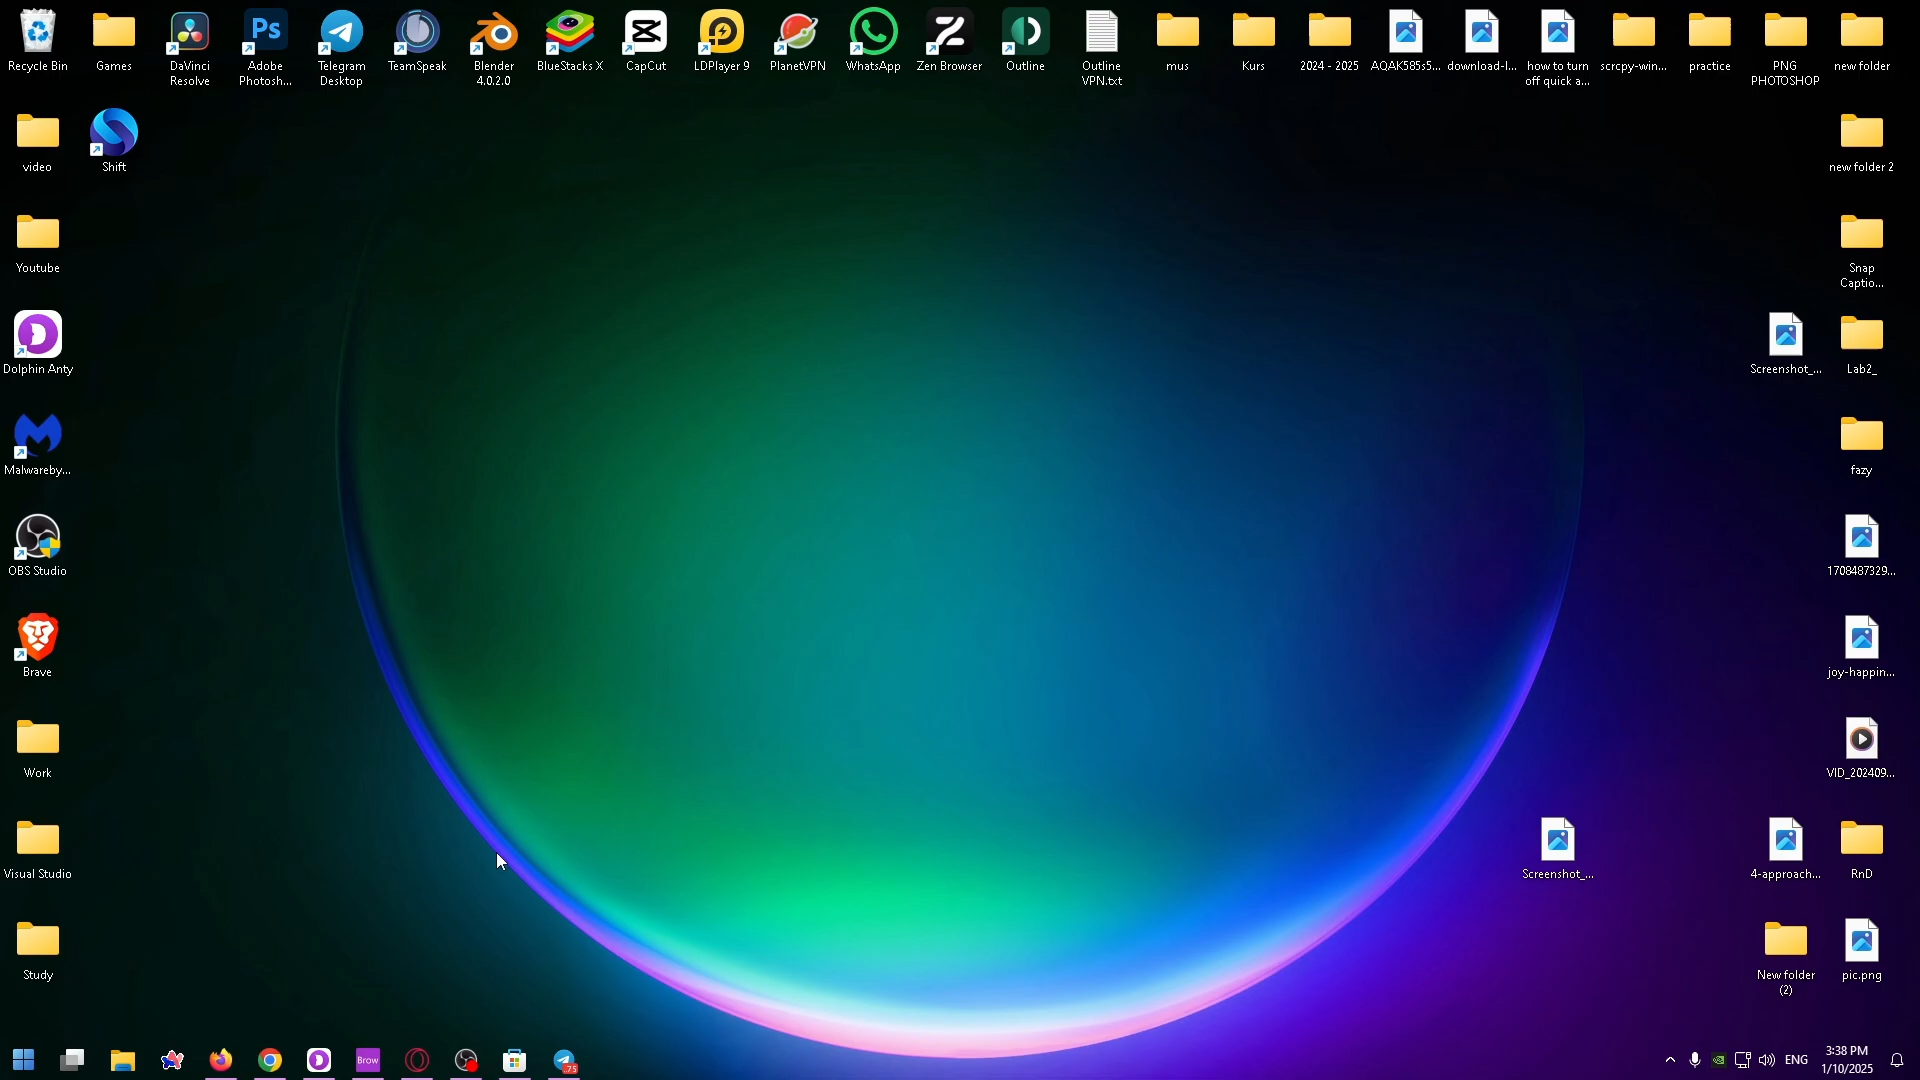 Recycle Bin
Games
DaVinci
Resolve
Adobe
Photosh...
Telegram
Desktop
TeamSpeak
Blender
4.0.2.0
BlueStacks X
CapCut
LDPlayer 9
PlanetVPN
WhatsApp
Zen Browser
Outline
Outline
VPN.txt
mus
Kurs
2024 - 2025
AQAK585s5...
download-l...
how to turn
off quick a...
scrcpy-win...
practice
PNG
PHOTOSHOP
new folder
video
Shift
new folder 2
Youtube
Snap
Captio...
Dolphin Anty
Screenshot_...
Lab2_
Malwareby...
fazy
OBS Studio
1708487329...
Brave
joy-happin...
Work
VID_202409...
Visual Studio
Screenshot_...
4-approach...
RnD
Study
New folder
(2)
pic.png
Brow
.75
ENG
3:38 PM
1/10/2025